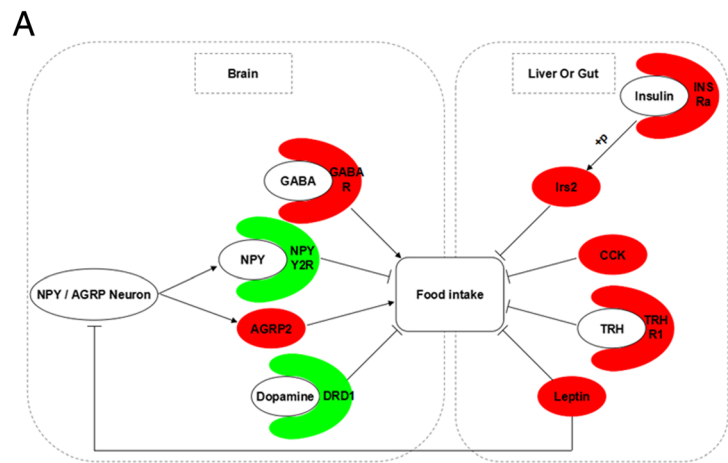 A
Brain
Liver Or Gut
Insulin
INS
Ra
+p
Irs2
GABA
GABA
R
NPY
NPY
Y2R
CCK
NPY / AGRP Neuron
Food intake
AGRP2
TRH
TRH
R1
Dopamine
DRD1
Leptin